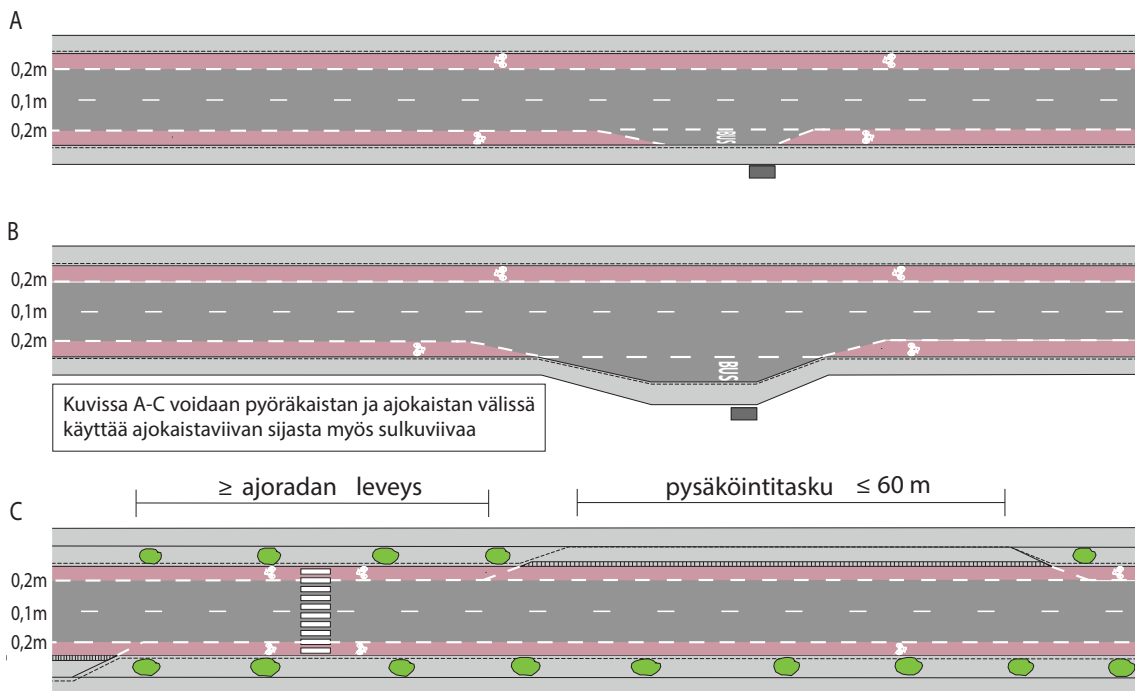 A
0,2m
0,1m
0,2m
BUS
B
0,2m
0,1m
0,2m
BUS
Kuvissa A-C voidaan pyöräkaistan ja ajokaistan välissä
käyttää ajokaistaviivan sijasta myös sulkuviivaa
≥ ajoradan leveys
pysäköintitasku ≤ 60 m
C
0,2m
0,1m
0,2m